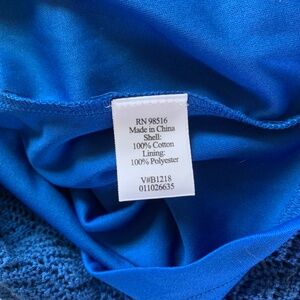 RN 98516
Made in China
Shell:
100% Cotton
Lining:
100% Polyester
V#B1218
011026635